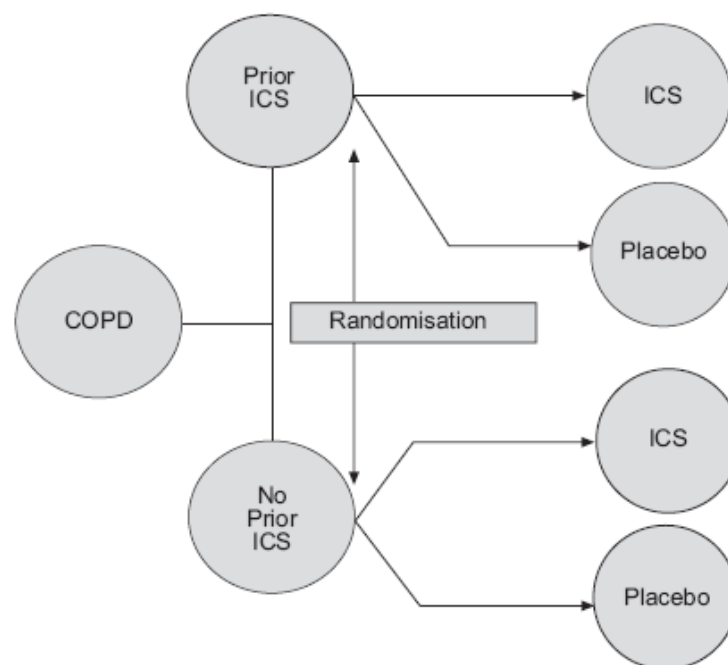 Prior
ICS
ICS
Placebo
COPD
Randomisation
ICS
No
Prior
ICS
Placebo